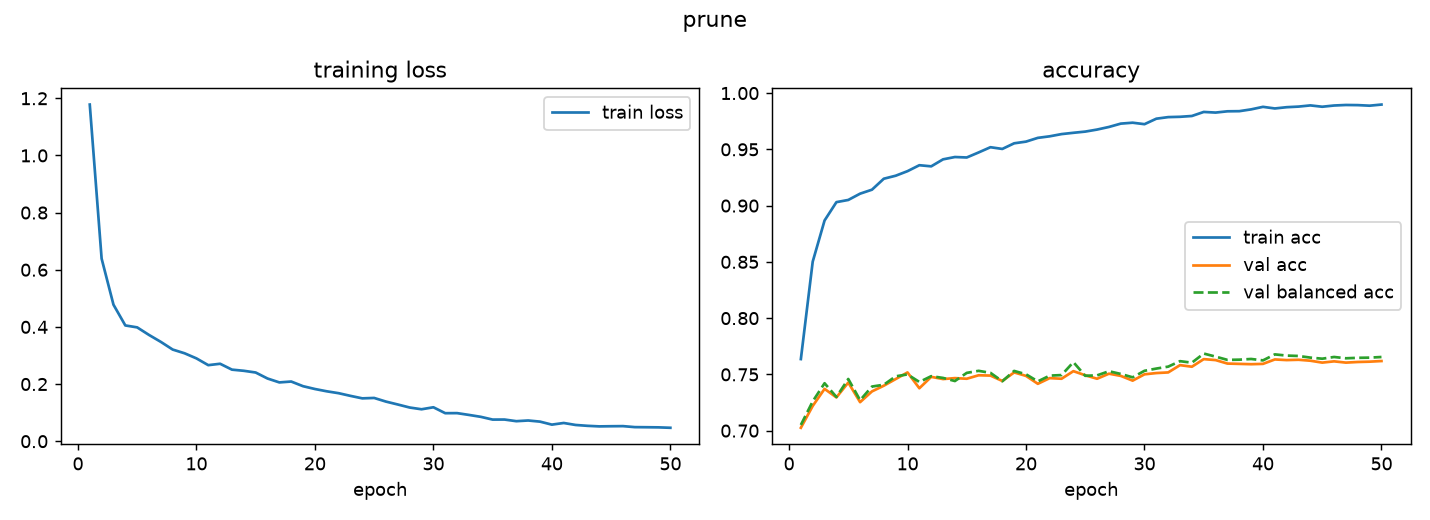 prune
training loss
train loss
1.2
1.0
0.8
0.6
0.4
0.2
0.0
0 10 20 30 40 50
epoch
accuracy
1.00
0.95
0.90
0.85
0.80
0.75
0.70
train acc
val acc
val balanced acc
0 10 20 30 40 50
epoch